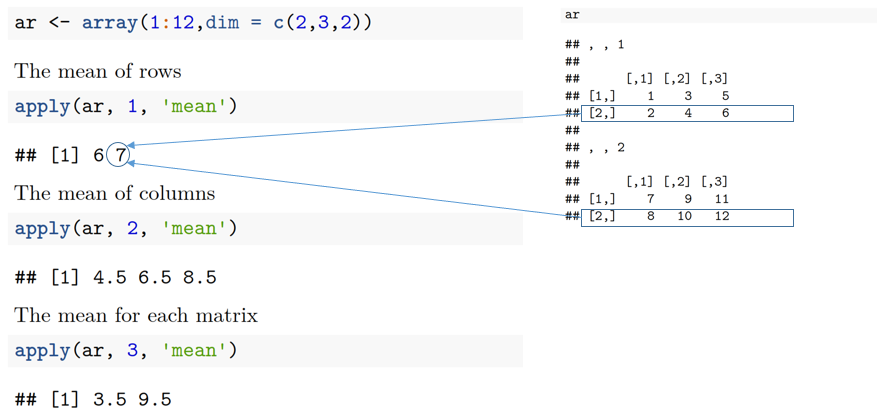 ar <- array(1:12,dim = c(2,3,2))
The mean of rows
apply(ar, 1, 'mean')
## [1] 6 7
The mean of columns
apply(ar, 2, 'mean')
## [1] 4.5 6.5 8.5
The mean for each matrix
apply(ar, 3, 'mean')
## [1] 3.5 9.5
ar
## , , 1
##
##      [,1] [,2] [,3]
## [1,]    1    3    5
## [2,]    2    4    6
##
## , , 2
##
##      [,1] [,2] [,3]
## [1,]    7    9   11
## [2,]    8   10   12